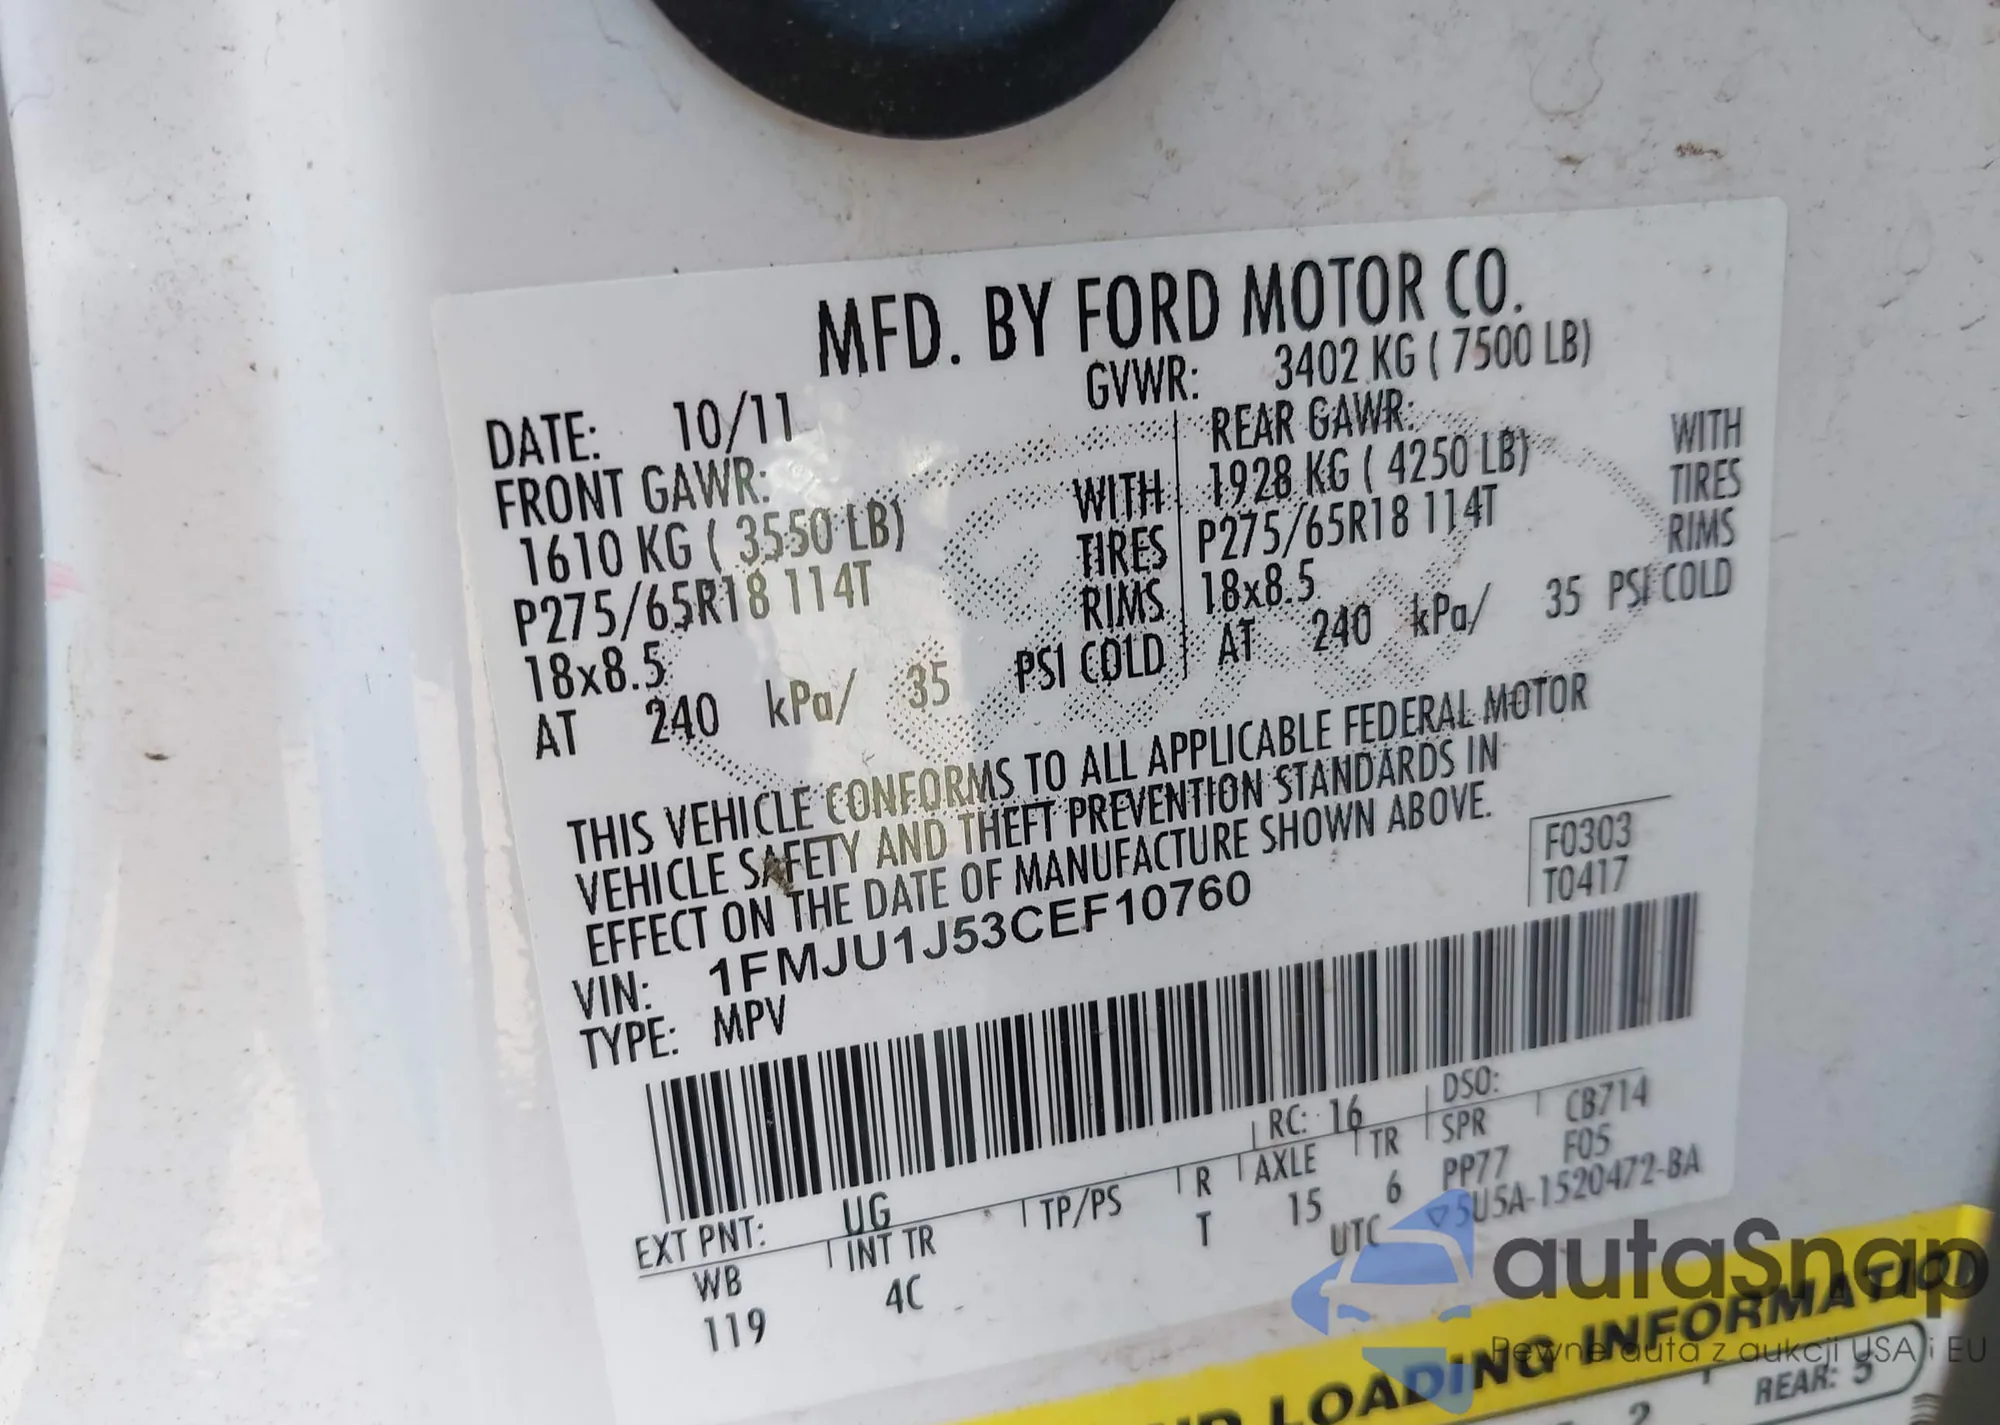 MFD. BY FORD MOTOR CO.
DATE: 10/11 GVWR: 3402 KG ( 7500 LB)
FRONT GAWR: REAR GAWR:
1610 KG ( 3550 LB) WITH 1928 KG ( 4250 LB) WITH
P275/65R18 114T TIRES P275/65R18 114T TIRES
18x8.5 RIMS 18x8.5 RIMS
AT 240 kPa/ 35 PSI COLD AT 240 kPa/ 35 PSI COLD
THIS VEHICLE CONFORMS TO ALL APPLICABLE FEDERAL MOTOR
VEHICLE SAFETY AND THEFT PREVENTION STANDARDS IN
EFFECT ON THE DATE OF MANUFACTURE SHOWN ABOVE.
F0303
T0417
VIN: 1FMJU1J53CEF10760
TYPE: MPV
EXT PNT: UG RC: 16 DSO: CB714
WB INT TR TP/PS R AXLE TR SPR F05
119 4C T 15 6 PP77
UTC 5U5A-1520472-BA
autaSnap
Pewne auta z aukcji USA i EU
LOADING INFORMATION
REAR: 3
2